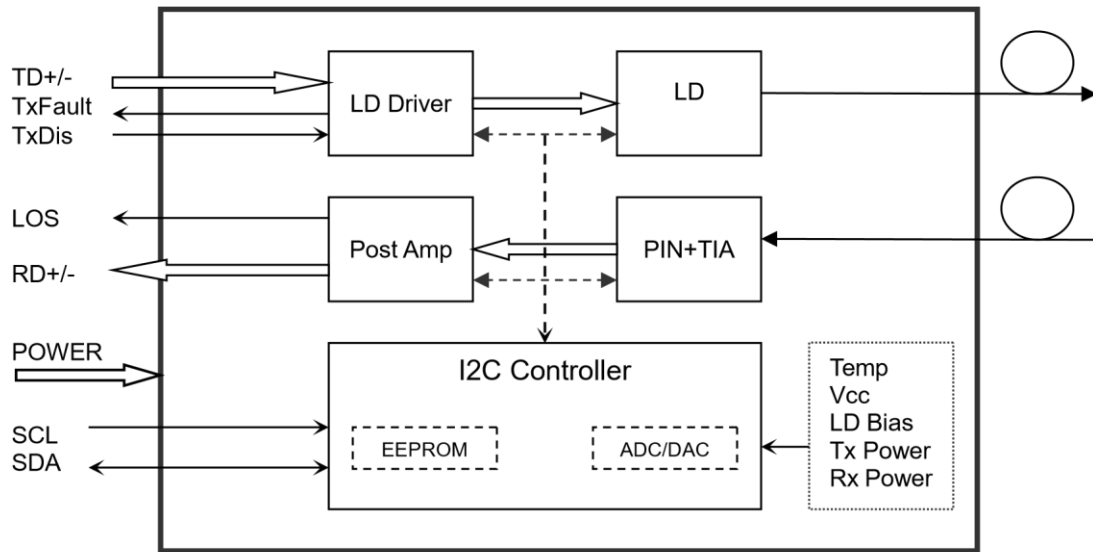 TD+/-
TxFault
TxDis
LD Driver
LD
LOS
RD+/-
Post Amp
PIN+TIA
POWER
SCL
SDA
I2C Controller
EEPROM
ADC/DAC
Temp
Vcc
LD Bias
Tx Power
Rx Power